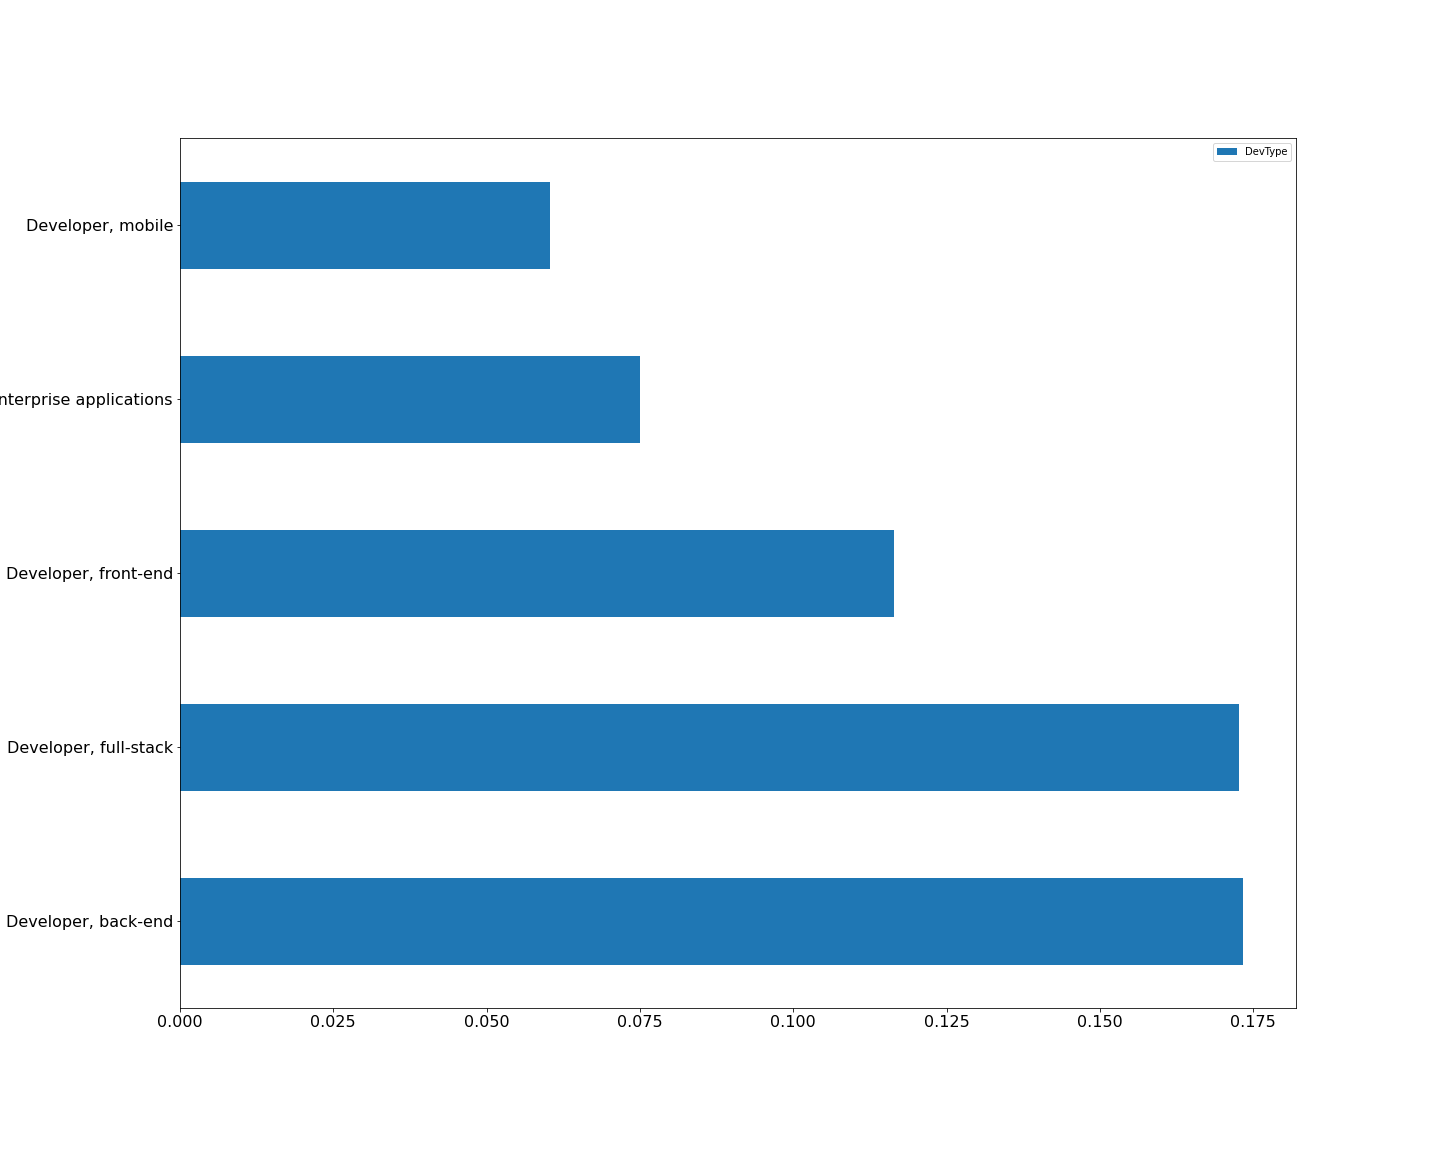 DevType
Developer, mobile
nterprise applications
Developer, front-end
Developer, full-stack
Developer, back-end
0.000 0.025 0.050 0.075 0.100 0.125 0.150 0.175